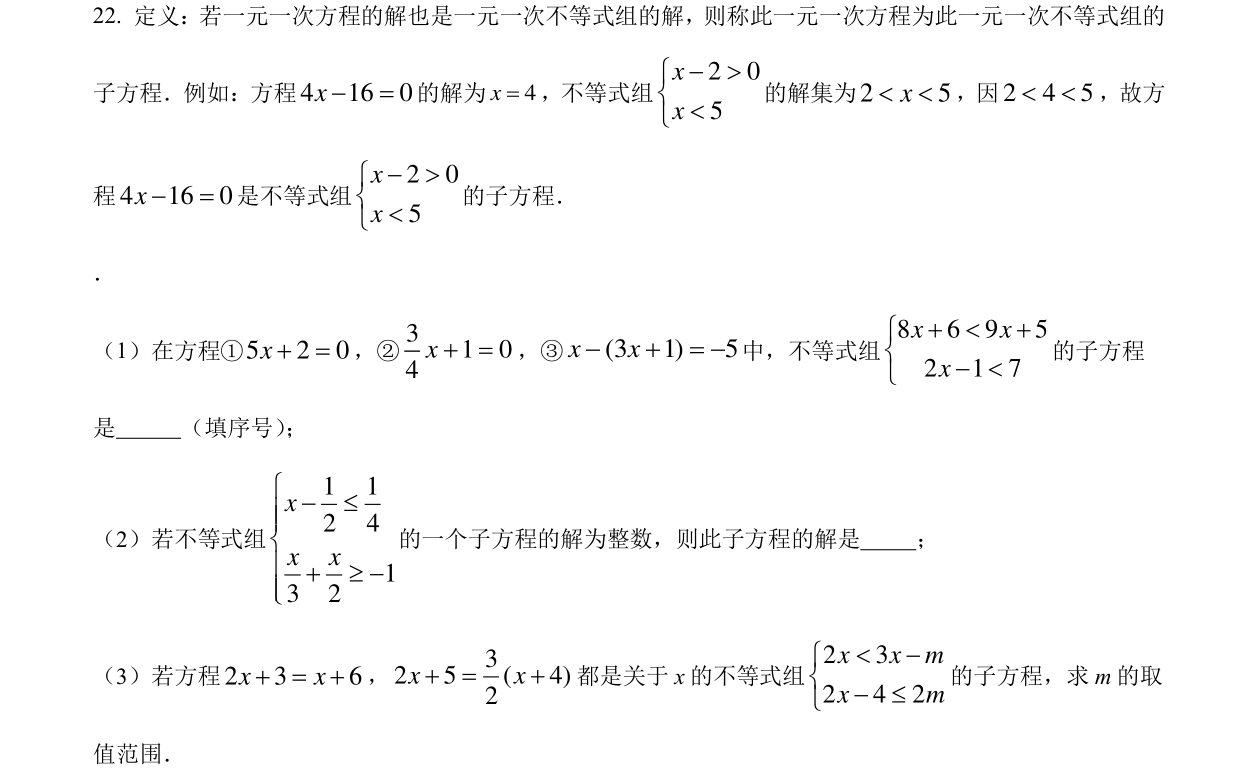 22. 定义：若一元一次方程的解也是一元一次不等式组的解，则称此一元一次方程为此一元一次不等式组的
子方程．例如：方程 4x−16=0 的解为 x=4，不等式组 {x−2>0 x<5 的解集为 2<x<5，因 2<4<5，故方
程 4x−16=0 是不等式组 {x−2>0 x<5 的子方程．
．
（1）在方程①5x+2=0，②3/4 x+1=0，③x−(3x+1)=−5 中，不等式组 {8x+6<9x+5 2x−1<7 的子方程
是______（填序号）；
（2）若不等式组 {x−1/2≤1/4 x/3+x/2≥−1 的一个子方程的解为整数，则此子方程的解是_____；
（3）若方程 2x+3=x+6，2x+5=3/2(x+4) 都是关于 x 的不等式组 {2x<3x−m 2x−4≤2m 的子方程，求 m 的取
值范围．